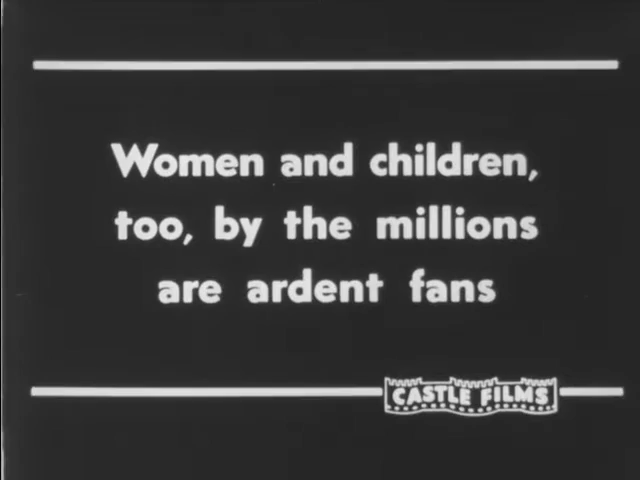 Women and children,
too, by the millions
are ardent fans
CASTLE FILMS